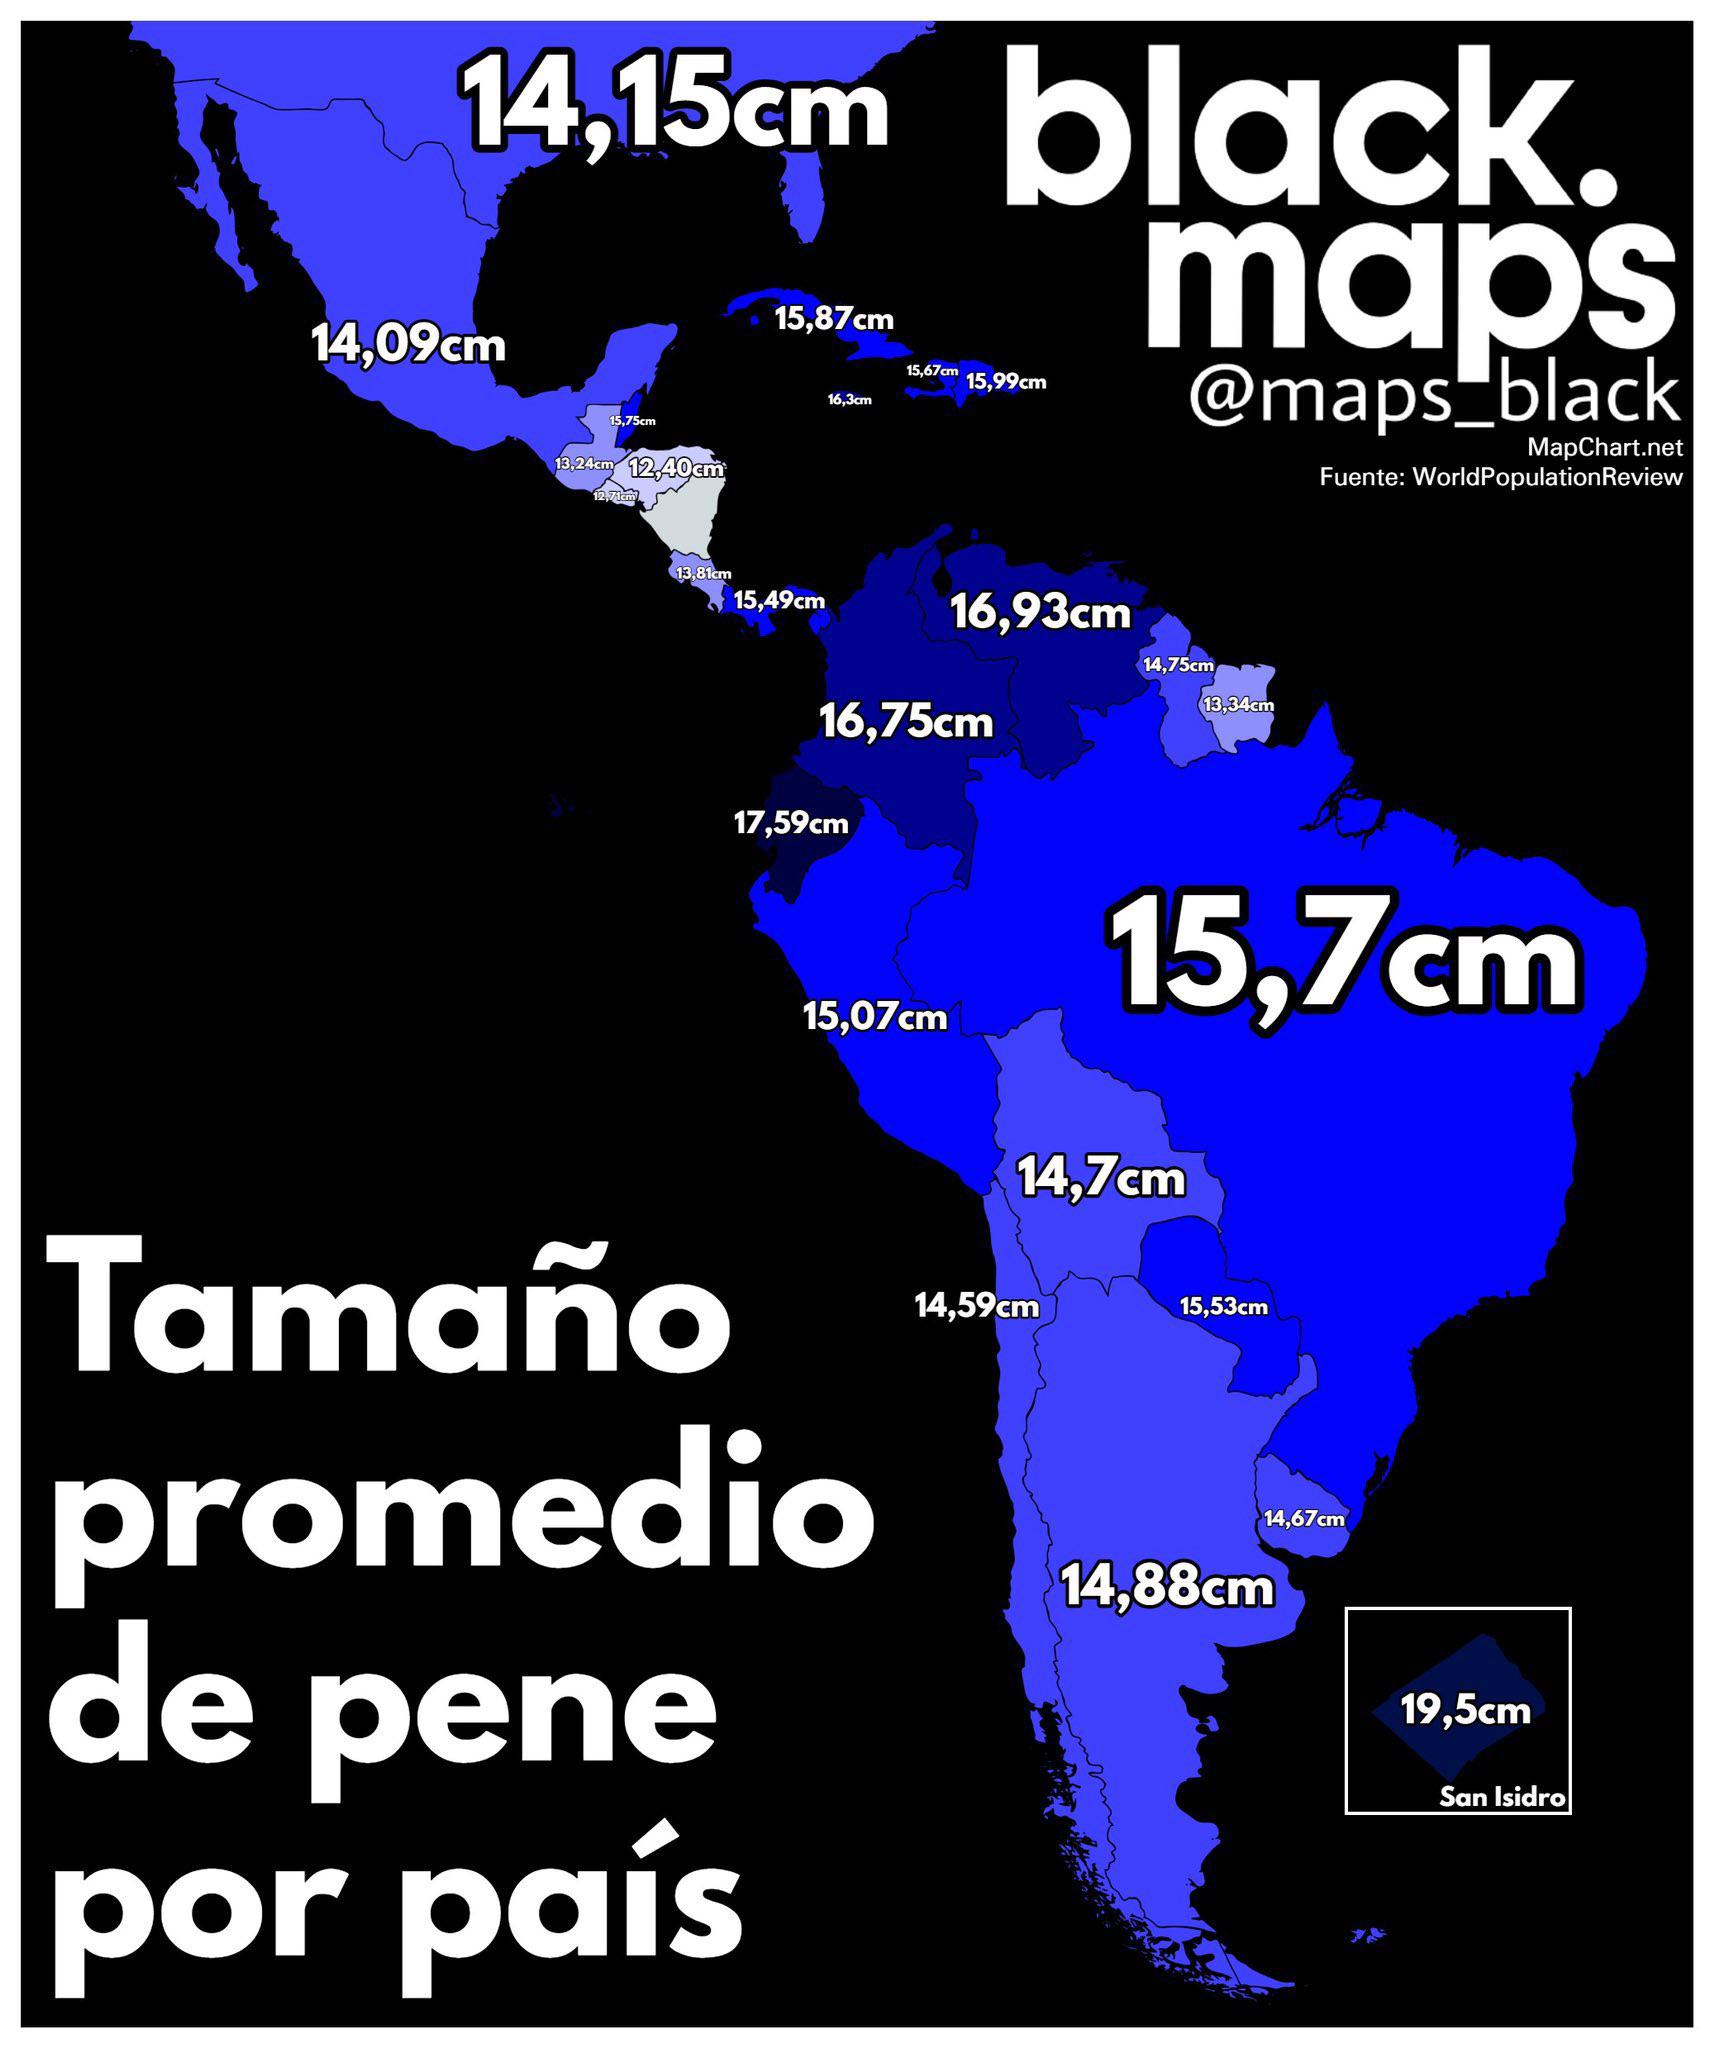 14,15cm
black.
maps
@maps_black
MapChart.net
Fuente: WorldPopulationReview
14,09cm
15,87cm
15,67cm
15,99cm
16,3cm
15,75cm
13,24cm
12,40cm
12,71cm
13,81cm
15,49cm
16,93cm
14,75cm
13,34cm
16,75cm
17,59cm
15,7cm
15,07cm
14,7cm
14,59cm
15,53cm
14,67cm
14,88cm
19,5cm
San Isidro
Tamaño
promedio
de pene
por país